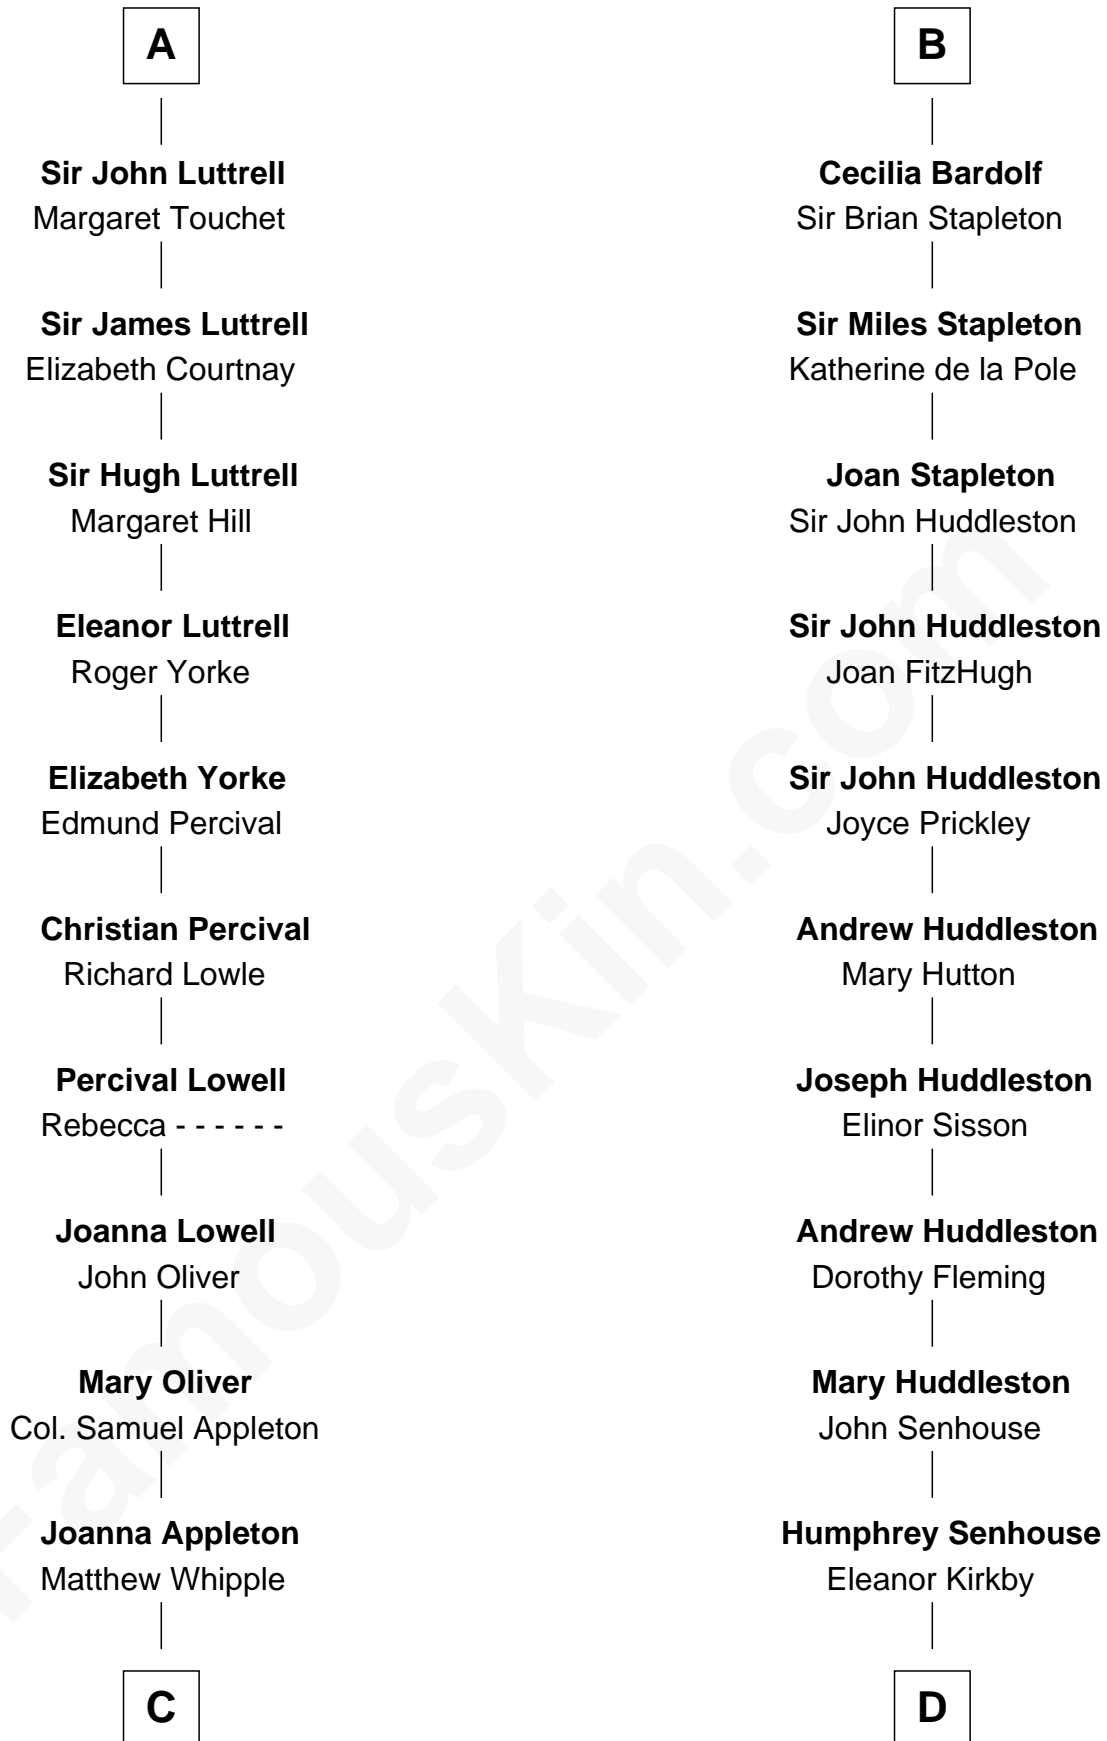 A
Sir John Luttrell
Margaret Touchet
Sir James Luttrell
Elizabeth Courtnay
Sir Hugh Luttrell
Margaret Hill
Eleanor Luttrell
Roger Yorke
Elizabeth Yorke
Edmund Percival
Christian Percival
Richard Lowle
Percival Lowell
Rebecca - - - - - -
Joanna Lowell
John Oliver
Mary Oliver
Col. Samuel Appleton
Joanna Appleton
Matthew Whipple
C
B
Cecilia Bardolf
Sir Brian Stapleton
Sir Miles Stapleton
Katherine de la Pole
Joan Stapleton
Sir John Huddleston
Sir John Huddleston
Joan FitzHugh
Sir John Huddleston
Joyce Prickley
Andrew Huddleston
Mary Hutton
Joseph Huddleston
Elinor Sisson
Andrew Huddleston
Dorothy Fleming
Mary Huddleston
John Senhouse
Humphrey Senhouse
Eleanor Kirkby
D
FamousKin.com